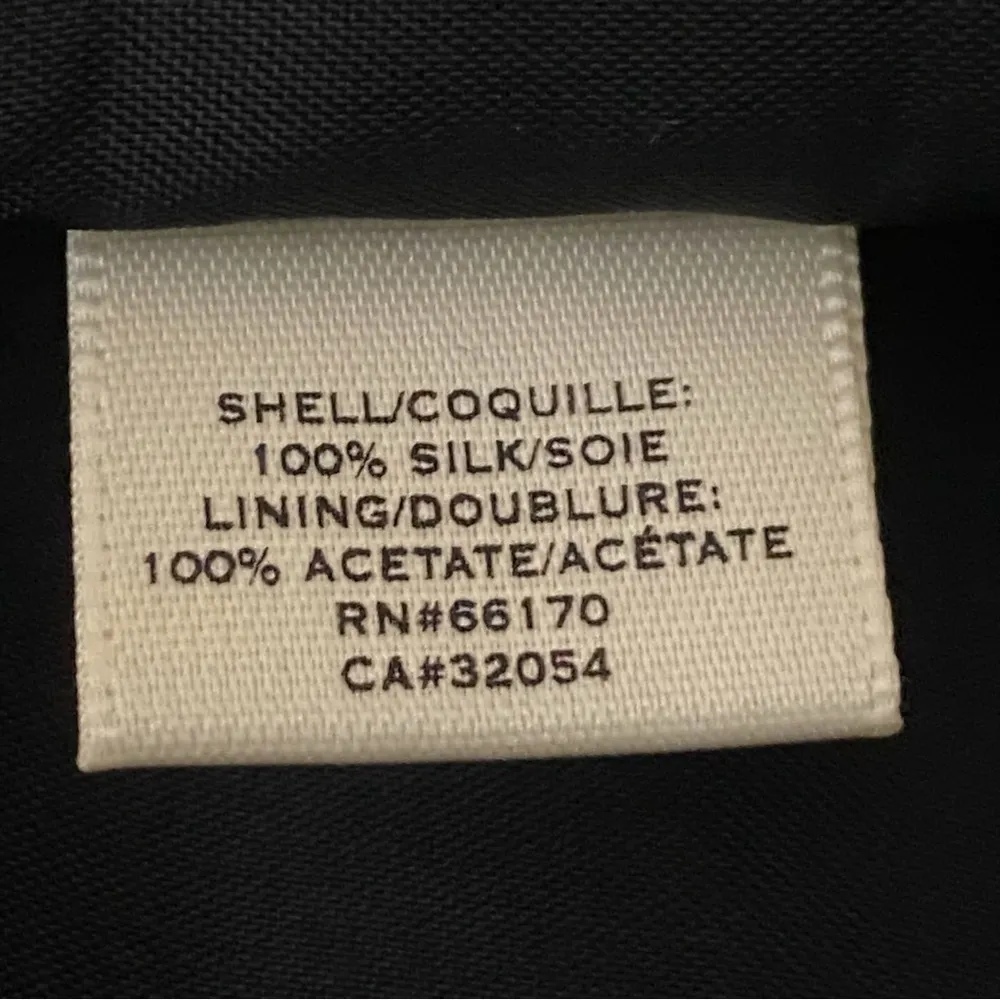 SHELL/COQUILLE:
100% SILK/SOIE
LINING/DOUBLURE:
100% ACETATE/ACÉTATE
RN#66170
CA#32054